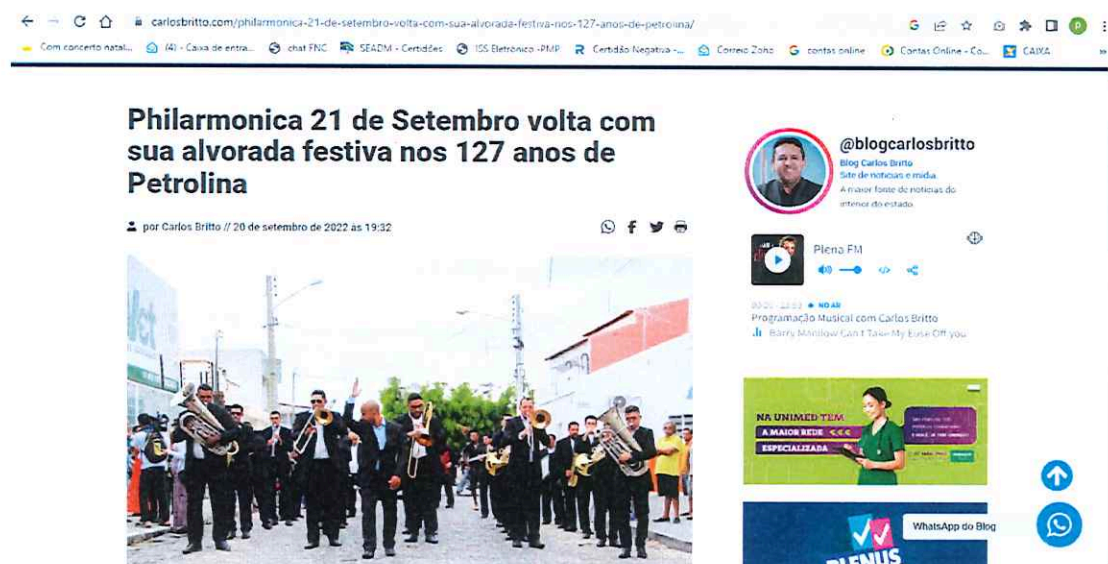 carlosbritto.com/philarmonica-21-de-setembro-volta-com-sua-alvorada-festiva-nos-127-anos-de-petrolina/
Com concerto natal... (4) - Caixa de entra... chat FNC SEADM - Certidões ISS Eletrônico -PMP Certidão Negativa -... Correio Zoho contas online Contas Online - Co... CAIXA
Philarmonica 21 de Setembro volta com
sua alvorada festiva nos 127 anos de
Petrolina
por Carlos Britto // 20 de setembro de 2022 às 19:32
@blogcarlosbritto
Blog Carlos Britto
Site de notícias e mídia.
A maior fonte de notícias do
interior do estado.
Plena FM
NO AR
Programação Musical com Carlos Britto
Barry Manilow Can't Take My Eyse Off you
NA UNIMED TEM
A MAIOR REDE <<<
ESPECIALIZADA
WhatsApp do Blog
PLENUS